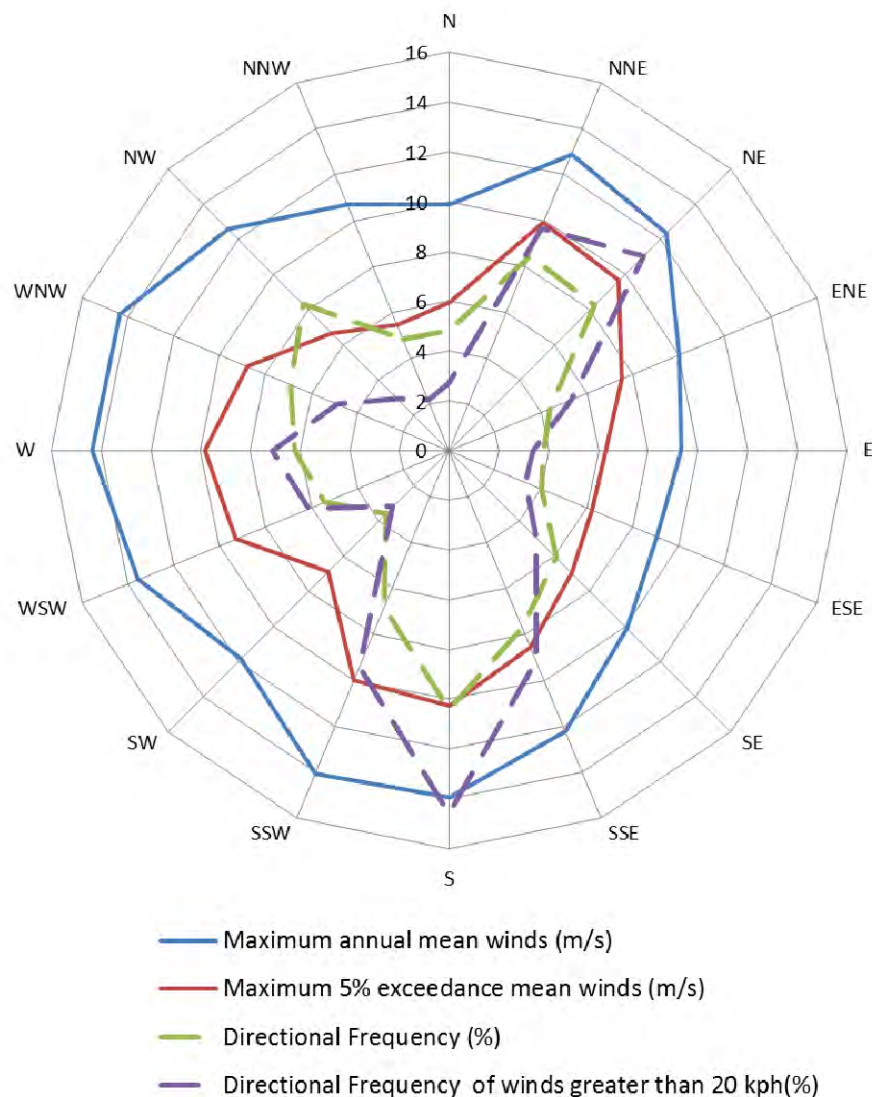 N
NNW
NNE
NW
NE
WNW
ENE
W
E
WSW
ESE
SW
SE
SSW
SSE
S
16
14
12
10
8
6
4
2
0
Maximum annual mean winds (m/s)
Maximum 5% exceedance mean winds (m/s)
Directional Frequency (%)
Directional Frequency of winds greater than 20 kph(%)